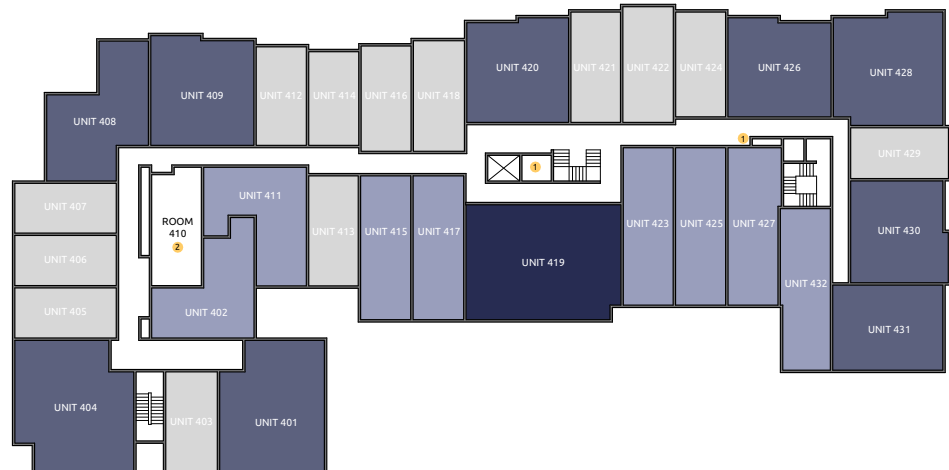 UNIT 420
UNIT 421
UNIT 422
UNIT 424
UNIT 426
UNIT 428
UNIT 408
UNIT 409
UNIT 412
UNIT 414
UNIT 416
UNIT 418
1
1
UNIT 429
UNIT 407
ROOM
410
2
UNIT 411
UNIT 413
UNIT 415
UNIT 417
UNIT 423
UNIT 425
UNIT 427
UNIT 430
UNIT 406
UNIT 419
UNIT 432
UNIT 405
UNIT 402
UNIT 431
UNIT 404
UNIT 403
UNIT 401